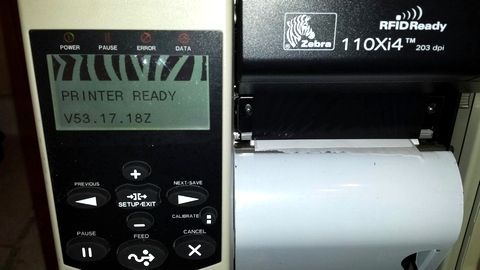 POWER PAUSE ERROR DATA
PRINTER READY
V53.17.18Z
PREVIOUS
NEXT-SAVE
SETUP/EXIT
CALIBRATE
PAUSE
FEED
CANCEL
RFID Ready
Zebra
110Xi4™ 203 dpi